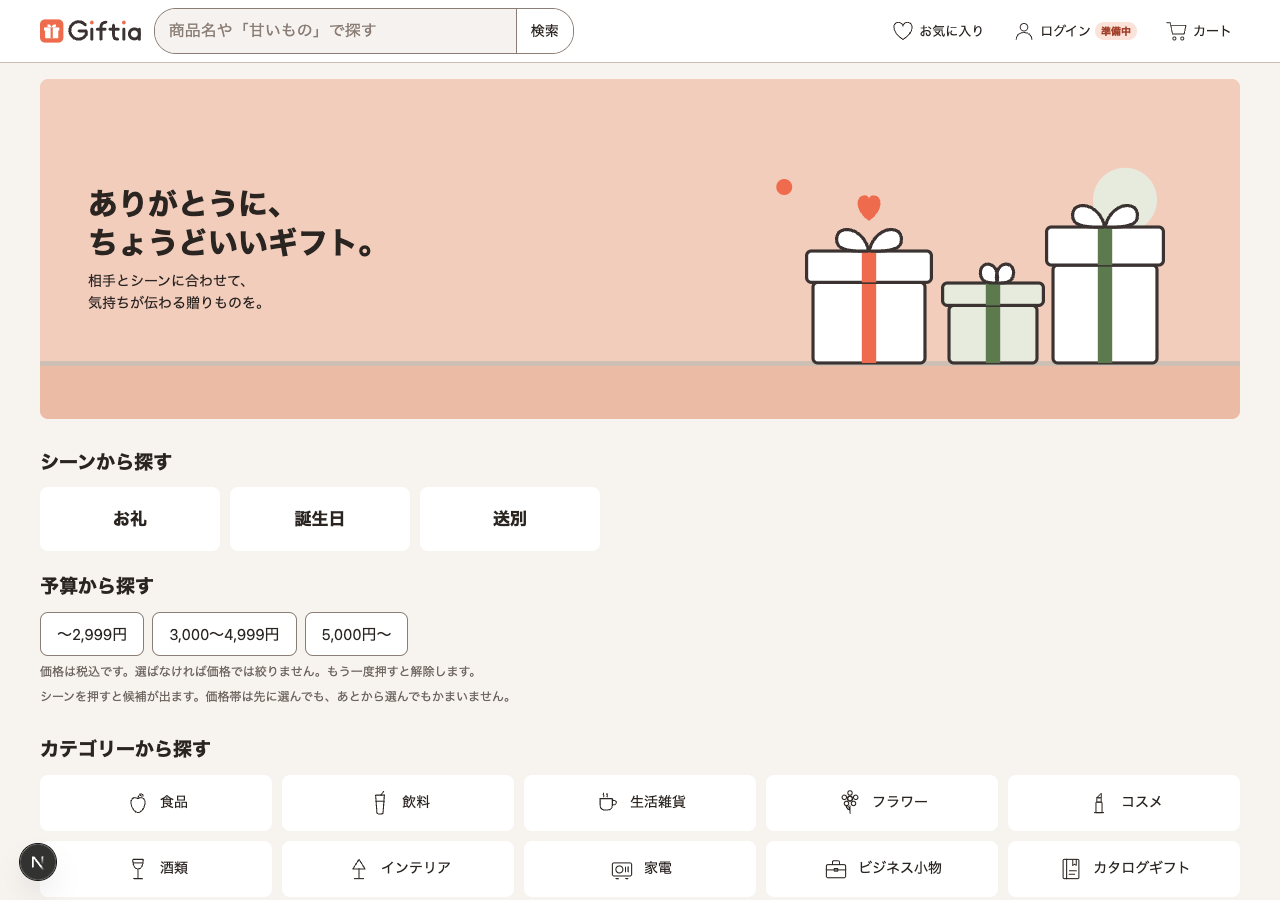 Giftia
商品名や「甘いもの」で探す
検索
お気に入り
ログイン
準備中
カート
ありがとうに、
ちょうどいいギフト。
相手とシーンに合わせて、
気持ちが伝わる贈りものを。
シーンから探す
お礼
誕生日
送別
予算から探す
〜2,999円
3,000〜4,999円
5,000円〜
価格は税込です。選ばなければ価格では絞りません。もう一度押すと解除します。
シーンを押すと候補が出ます。価格帯は先に選んでも、あとから選んでもかまいません。
カテゴリーから探す
食品
飲料
生活雑貨
フラワー
コスメ
N
酒類
インテリア
家電
ビジネス小物
カタログギフト